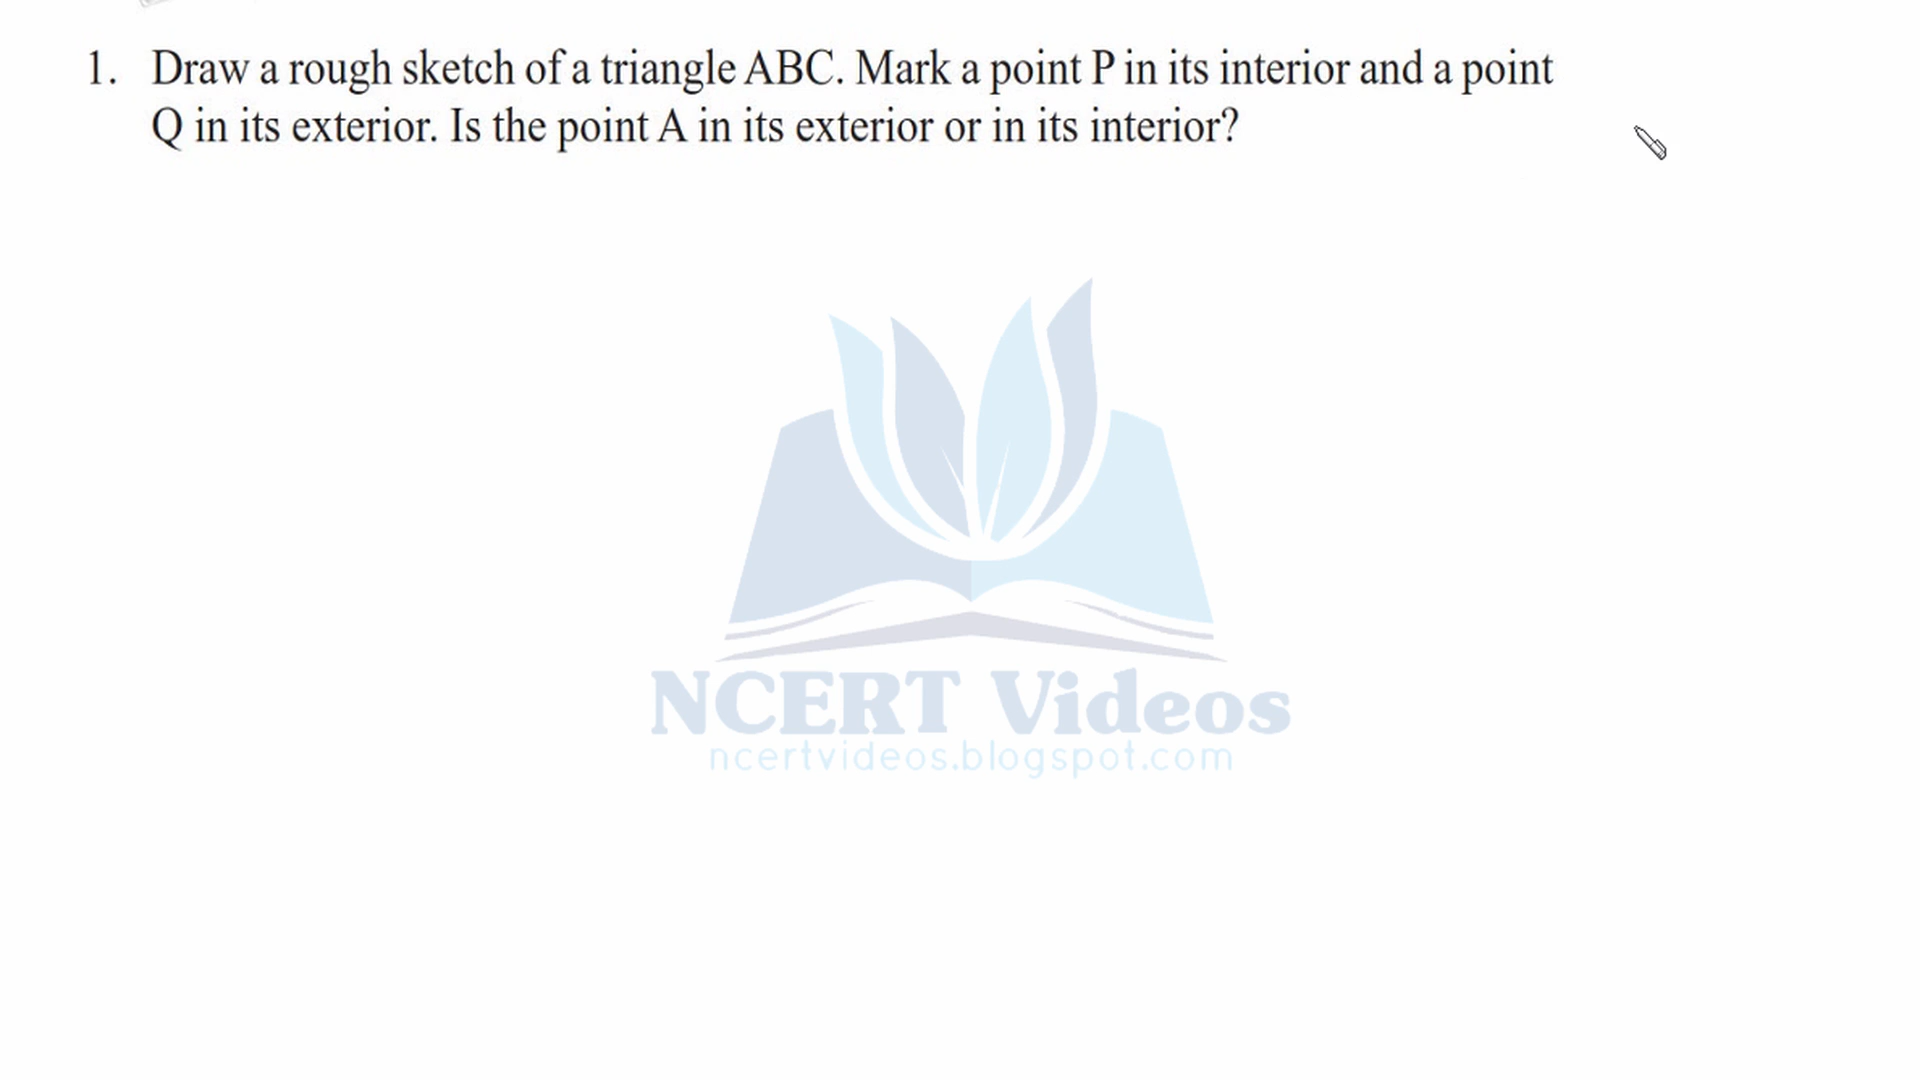 1. Draw a rough sketch of a triangle ABC. Mark a point P in its interior and a point
Q in its exterior. Is the point A in its exterior or in its interior?
NCERT Videos
ncertvideos.blogspot.com